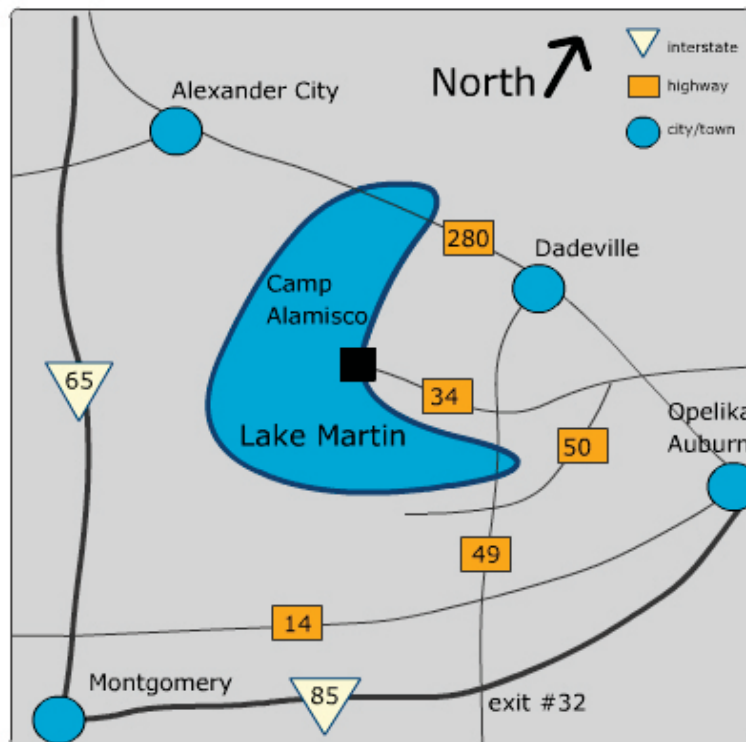 interstate
North
highway
Alexander City
city/town
280
Dadeville
Camp
Alamisco
65
34
Opelika
Lake Martin
50
Auburn
49
14
Montgomery
85
exit #32